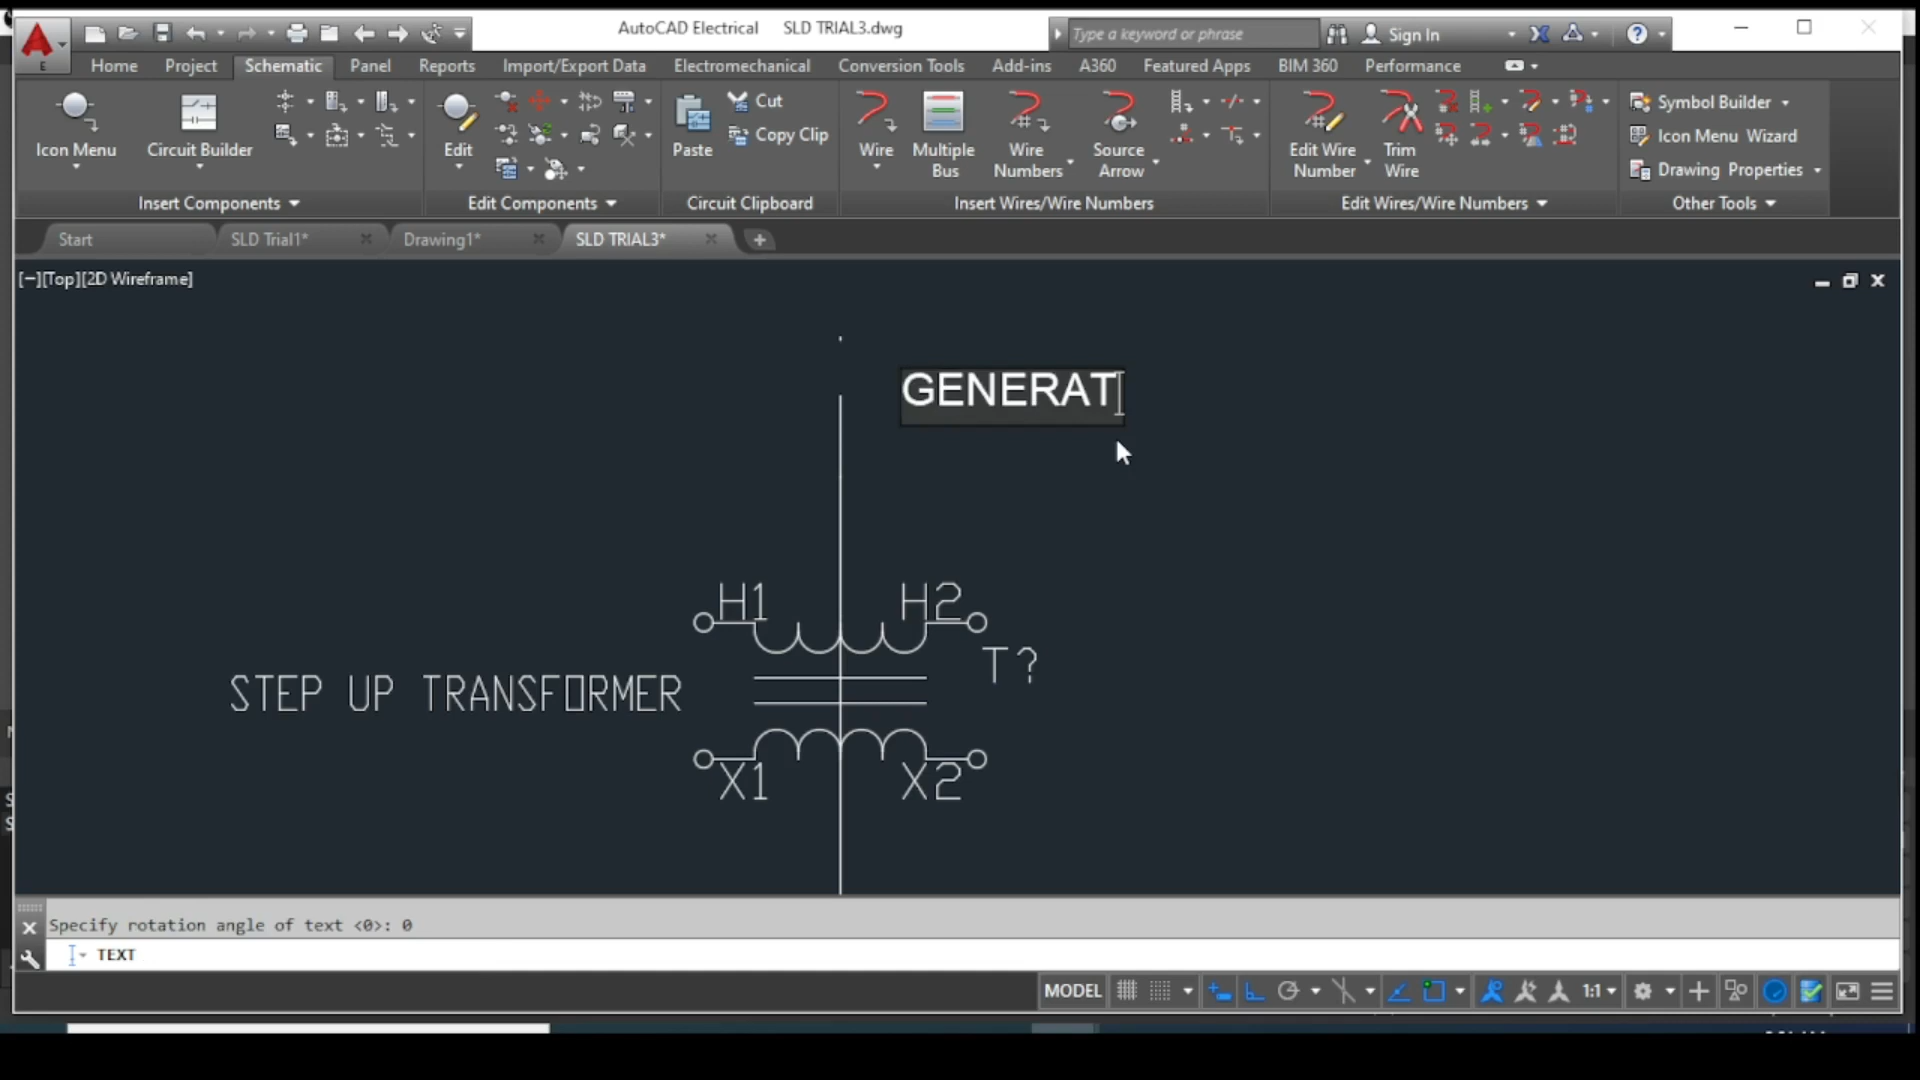 AutoCAD Electrical SLD TRIAL3.dwg
Type a keyword or phrase
Sign In
E
Home Project Schematic Panel Reports Import/Export Data Electromechanical Conversion Tools Add-ins A360 Featured Apps BIM 360 Performance
Icon Menu
Circuit Builder
Edit
Paste
Cut
Copy Clip
Wire
Multiple Bus
Wire Numbers
Source Arrow
Edit Wire Number
Trim Wire
Symbol Builder
Icon Menu Wizard
Drawing Properties
Insert Components Edit Components Circuit Clipboard Insert Wires/Wire Numbers Edit Wires/Wire Numbers Other Tools
Start SLD Trial1* Drawing1* SLD TRIAL3*
[−][Top][2D Wireframe]
GENERAT
H1 H2
T?
STEP UP TRANSFORMER
X1 X2
Specify rotation angle of text <0>: 0
TEXT
MODEL 1:1